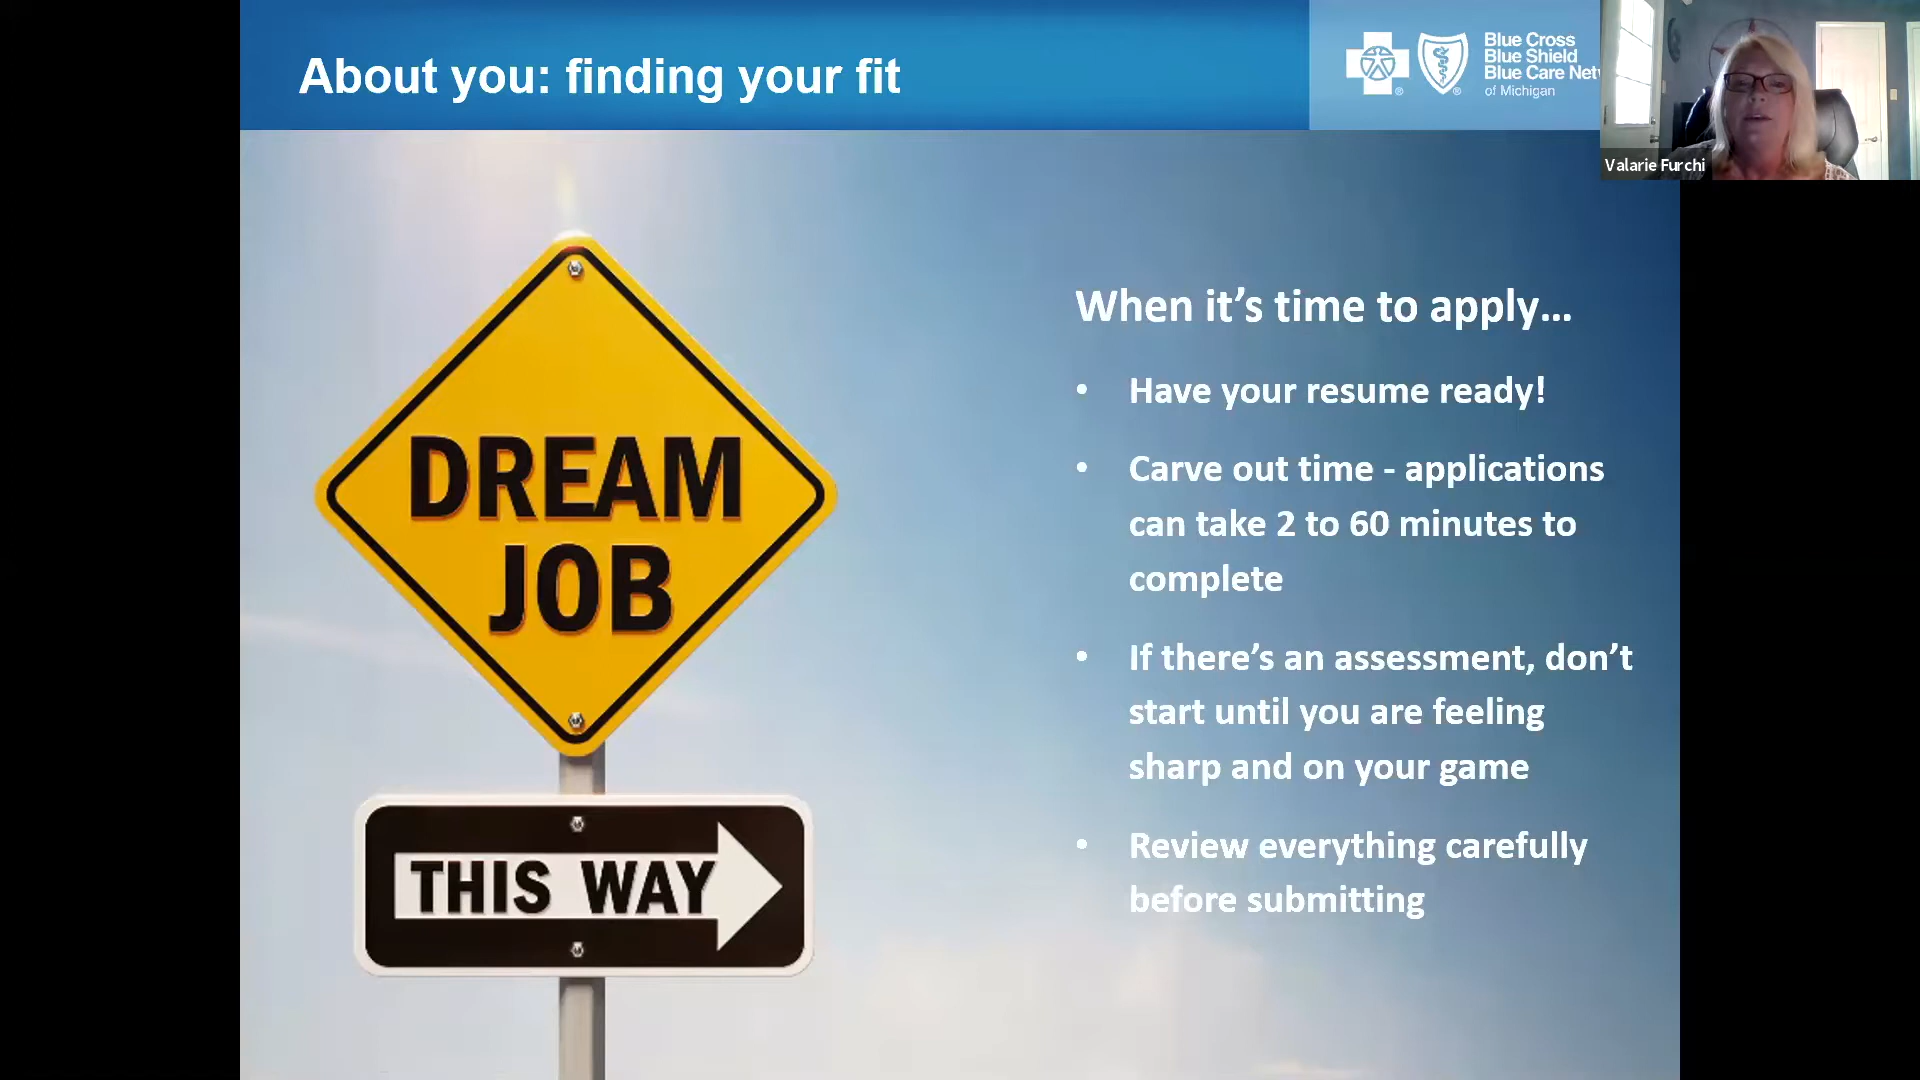 About you: finding your fit
Blue Cross
Blue Shield
Blue Care Net
of Michigan
Valarie Furchi
DREAM
JOB
THIS WAY
When it’s time to apply…
• Have your resume ready!
• Carve out time - applications
can take 2 to 60 minutes to
complete
• If there’s an assessment, don’t
start until you are feeling
sharp and on your game
• Review everything carefully
before submitting